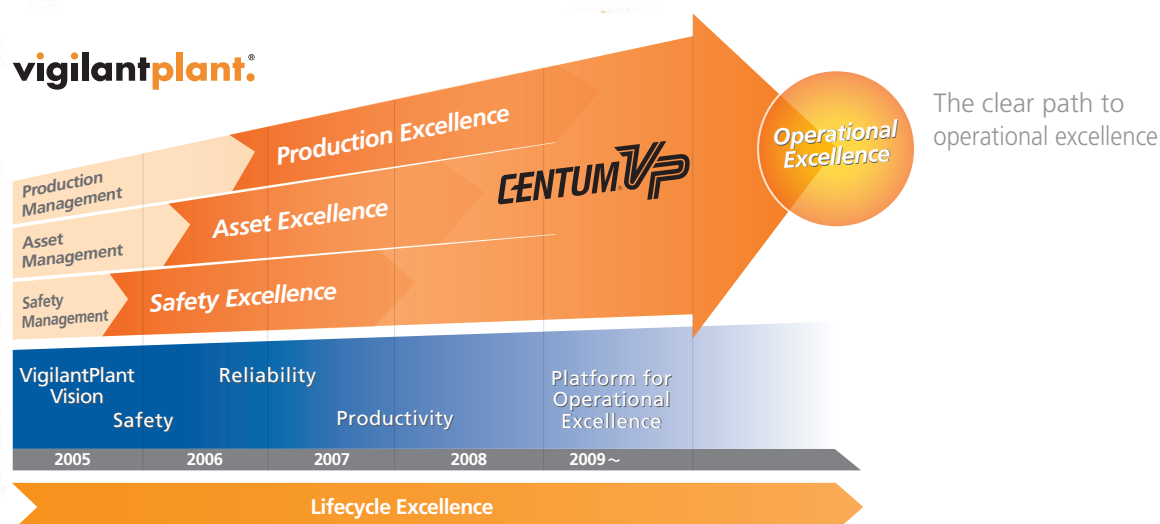 vigilantplant.®
The clear path to
operational excellence
Production
Management
Production Excellence
Asset
Management
Asset Excellence
Safety
Management
Safety Excellence
CENTUM VP
Operational
Excellence
VigilantPlant
Vision
Safety
Reliability
Productivity
Platform for
Operational
Excellence
2005
2006
2007
2008
2009~
Lifecycle Excellence